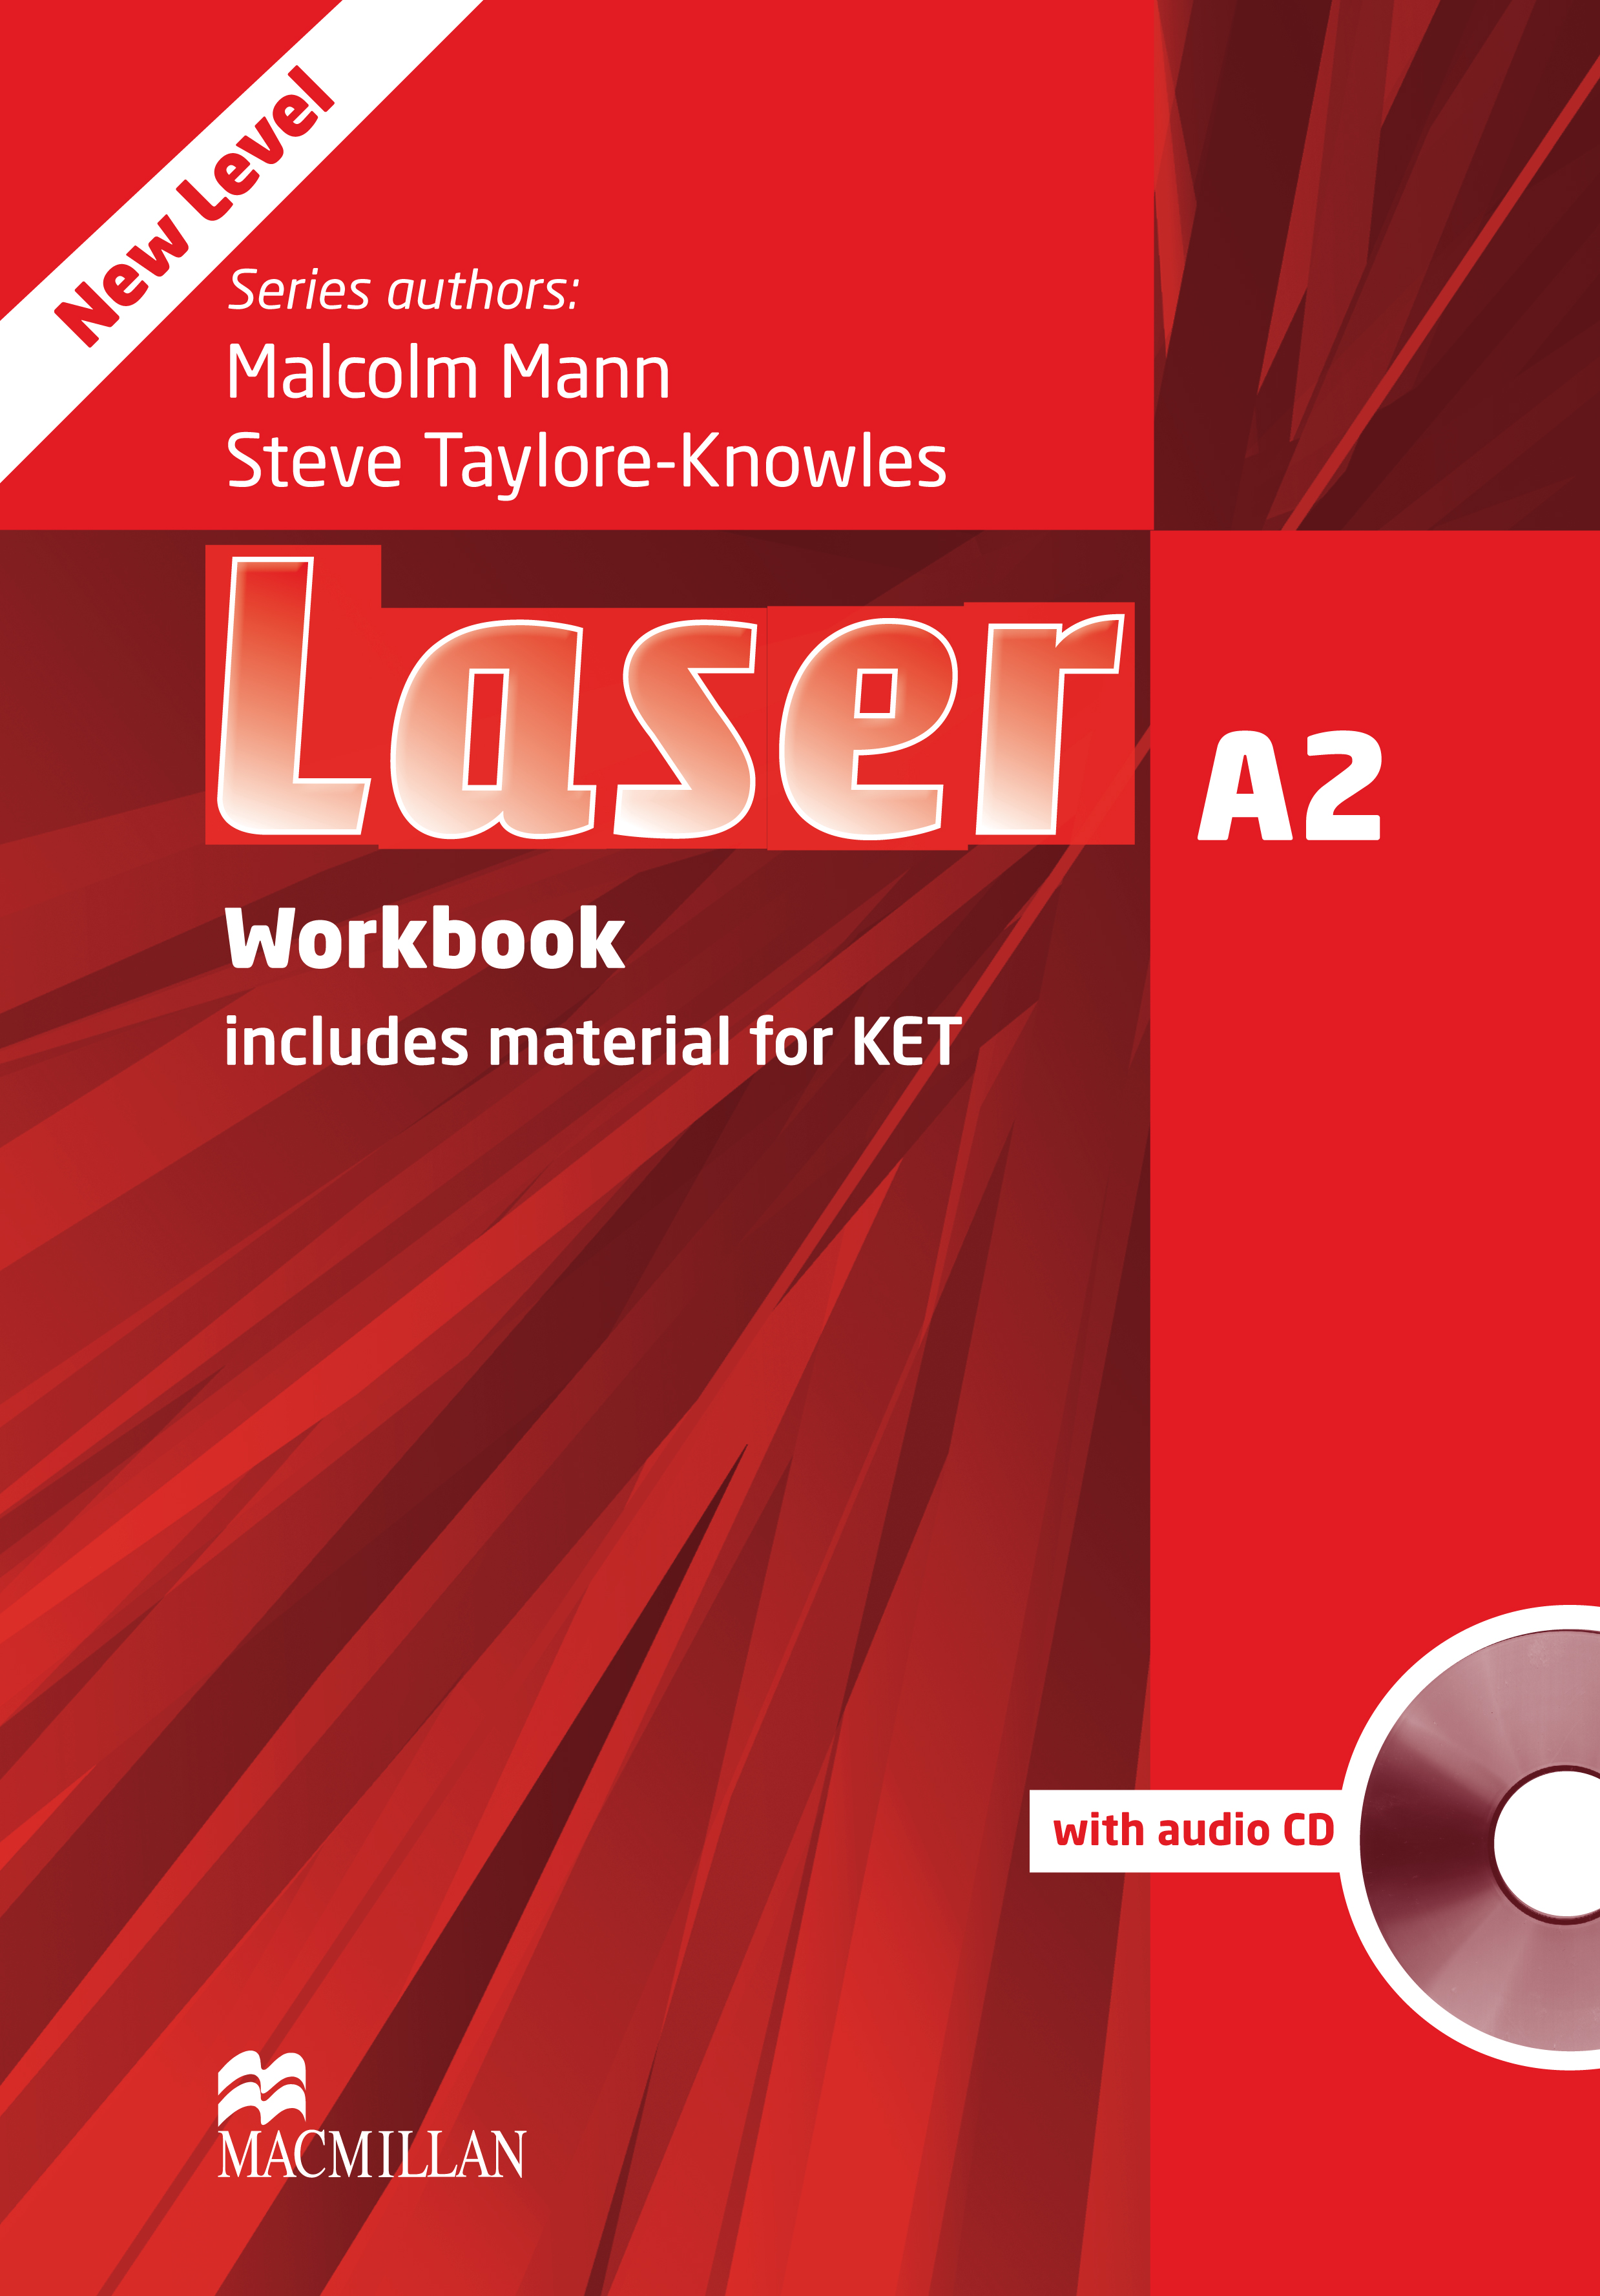 New Level
Series authors:
Malcolm Mann
Steve Taylore-Knowles
Laser
A2
Workbook
includes material for KET
with audio CD
MACMILLAN